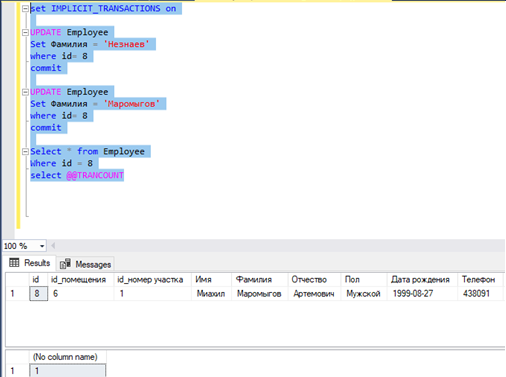 set IMPLICIT_TRANSACTIONS on
UPDATE Employee
Set Фамилия = 'Незнаев'
where id= 8
commit
UPDATE Employee
Set Фамилия = 'Маромыгов'
where id= 8
commit
Select * from Employee
Where id = 8
select @@TRANCOUNT
100 %
Results Messages
id id_помещения id_номер участка Имя Фамилия Отчество Пол Дата рождения Телефон
1 8 6 1 Миахил Маромыгов Артемович Мужской 1999-08-27 438091
(No column name)
1 1